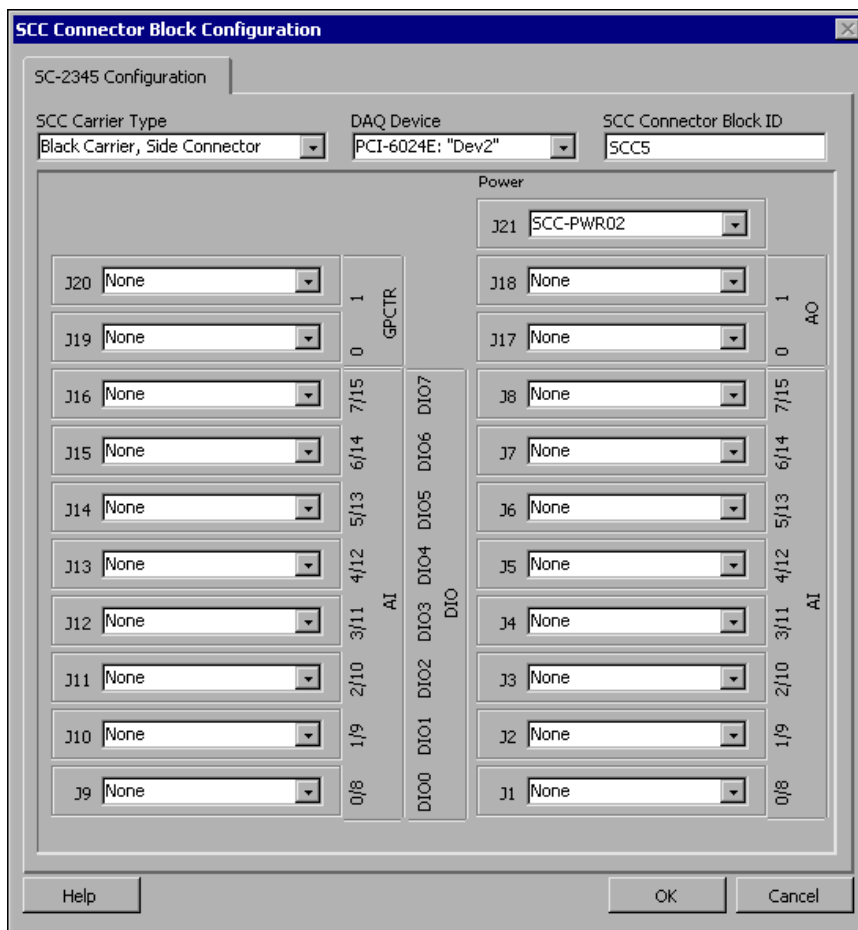 SCC Connector Block Configuration
SC-2345 Configuration
SCC Carrier Type DAQ Device SCC Connector Block ID
Black Carrier, Side Connector PCI-6024E: "Dev2" SCC5
Power
J21 SCC-PWR02
J20 None 1 J18 None 1
GPCTR AO
J19 None 0 J17 None 0
J16 None 7/15 DIO7 J8 None 7/15
J15 None 6/14 DIO6 J7 None 6/14
J14 None 5/13 DIO5 J6 None 5/13
J13 None 4/12 DIO4 J5 None 4/12
AI DIO AI
J12 None 3/11 DIO3 J4 None 3/11
J11 None 2/10 DIO2 J3 None 2/10
J10 None 1/9 DIO1 J2 None 1/9
J9 None 0/8 DIO0 J1 None 0/8
Help OK Cancel